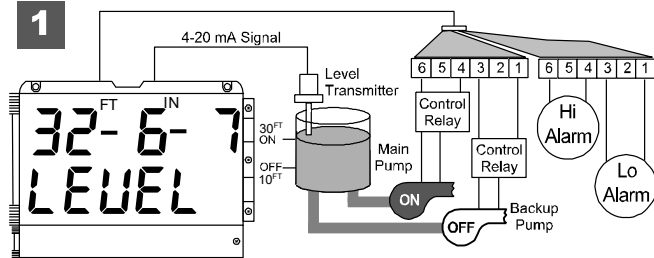 1
4-20 mA Signal
Level
Transmitter
6 5 4 3 2 1
6 5 4 3 2 1
FT IN
32-6-7
LEVEL
30FT
ON
OFF
10FT
Main
Pump
Control
Relay
Control
Relay
Hi
Alarm
Lo
Alarm
ON
OFF
Backup
Pump